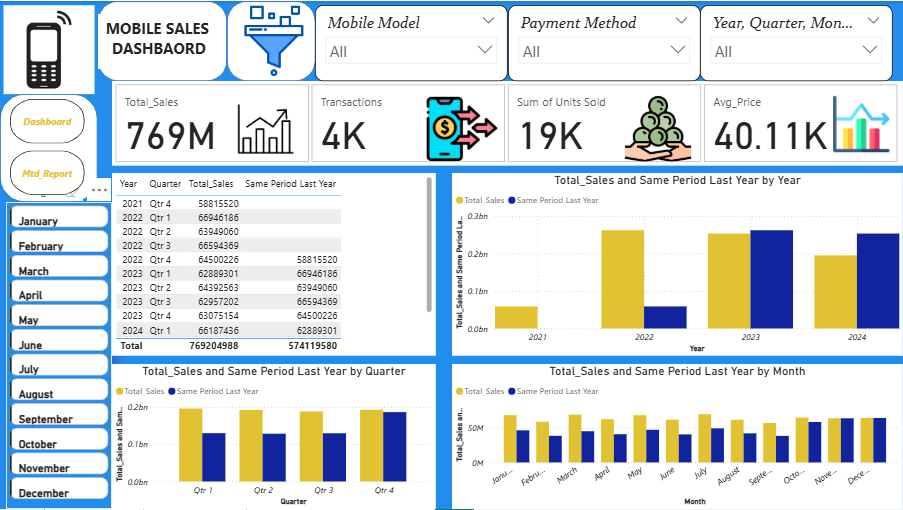 MOBILE SALES
DASHBAORD
Mobile Model
All
Payment Method
All
Year, Quarter, Mon...
All
Dashboard
Mtd_Report
Total_Sales
769M
Transactions
4K
Sum of Units Sold
19K
Avg_Price
40.11K
January
February
March
April
May
June
July
August
September
October
November
December
Year Quarter Total_Sales Same Period Last Year
2021 Qtr 4 58815520
2022 Qtr 1 66946186
2022 Qtr 2 63949060
2022 Qtr 3 66594369
2022 Qtr 4 64500226 58815520
2023 Qtr 1 62889301 66946186
2023 Qtr 2 64392563 63949060
2023 Qtr 3 62957202 66594369
2023 Qtr 4 63075154 64500226
2024 Qtr 1 66187436 62889301
Total 769204988 574119580
Total_Sales and Same Period Last Year by Year
Total_Sales Same Period Last Year
Total_Sales and Same Period La...
0.3bn
0.2bn
0.1bn
0.0bn
2021 2022 2023 2024
Year
Total_Sales and Same Period Last Year by Quarter
Total_Sales Same Period Last Year
Total_Sales and Sam...
0.2bn
0.1bn
0.0bn
Qtr 1 Qtr 2 Qtr 3 Qtr 4
Quarter
Total_Sales and Same Period Last Year by Month
Total_Sales Same Period Last Year
Total_Sales an...
50M
0M
Janu... Febru... March April May June July August Septe... Octo... Nove... Dece...
Month